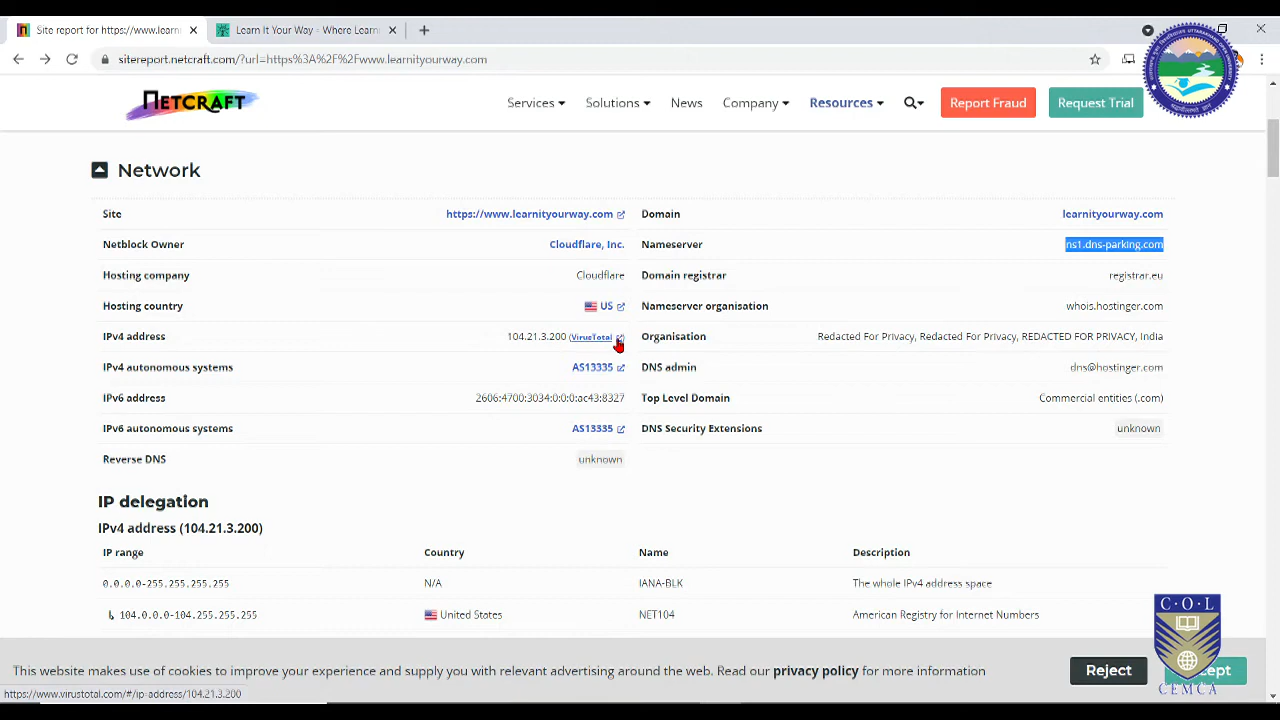 Site report for https://www.learni
Learn It Your Way - Where Learni
sitereport.netcraft.com/?url=https%3A%2F%2Fwww.learnityourway.com
NETCRAFT
Services
Solutions
News
Company
Resources
Report Fraud
Request Trial
Network
Site https://www.learnityourway.com Domain learnityourway.com
Netblock Owner Cloudflare, Inc. Nameserver ns1.dns-parking.com
Hosting company Cloudflare Domain registrar registrar.eu
Hosting country US Nameserver organisation whois.hostinger.com
IPv4 address 104.21.3.200 (VirusTotal Organisation Redacted For Privacy, Redacted For Privacy, REDACTED FOR PRIVACY, India
IPv4 autonomous systems AS13335 DNS admin dns@hostinger.com
IPv6 address 2606:4700:3034:0:0:0:ac43:8327 Top Level Domain Commercial entities (.com)
IPv6 autonomous systems AS13335 DNS Security Extensions unknown
Reverse DNS unknown
IP delegation
IPv4 address (104.21.3.200)
IP range Country Name Description
0.0.0.0-255.255.255.255 N/A IANA-BLK The whole IPv4 address space
↳ 104.0.0.0-104.255.255.255 United States NET104 American Registry for Internet Numbers
This website makes use of cookies to improve your experience and supply you with relevant advertising around the web. Read our privacy policy for more information
Reject
https://www.virustotal.com/#/ip-address/104.21.3.200
C·O·L
CEMCA